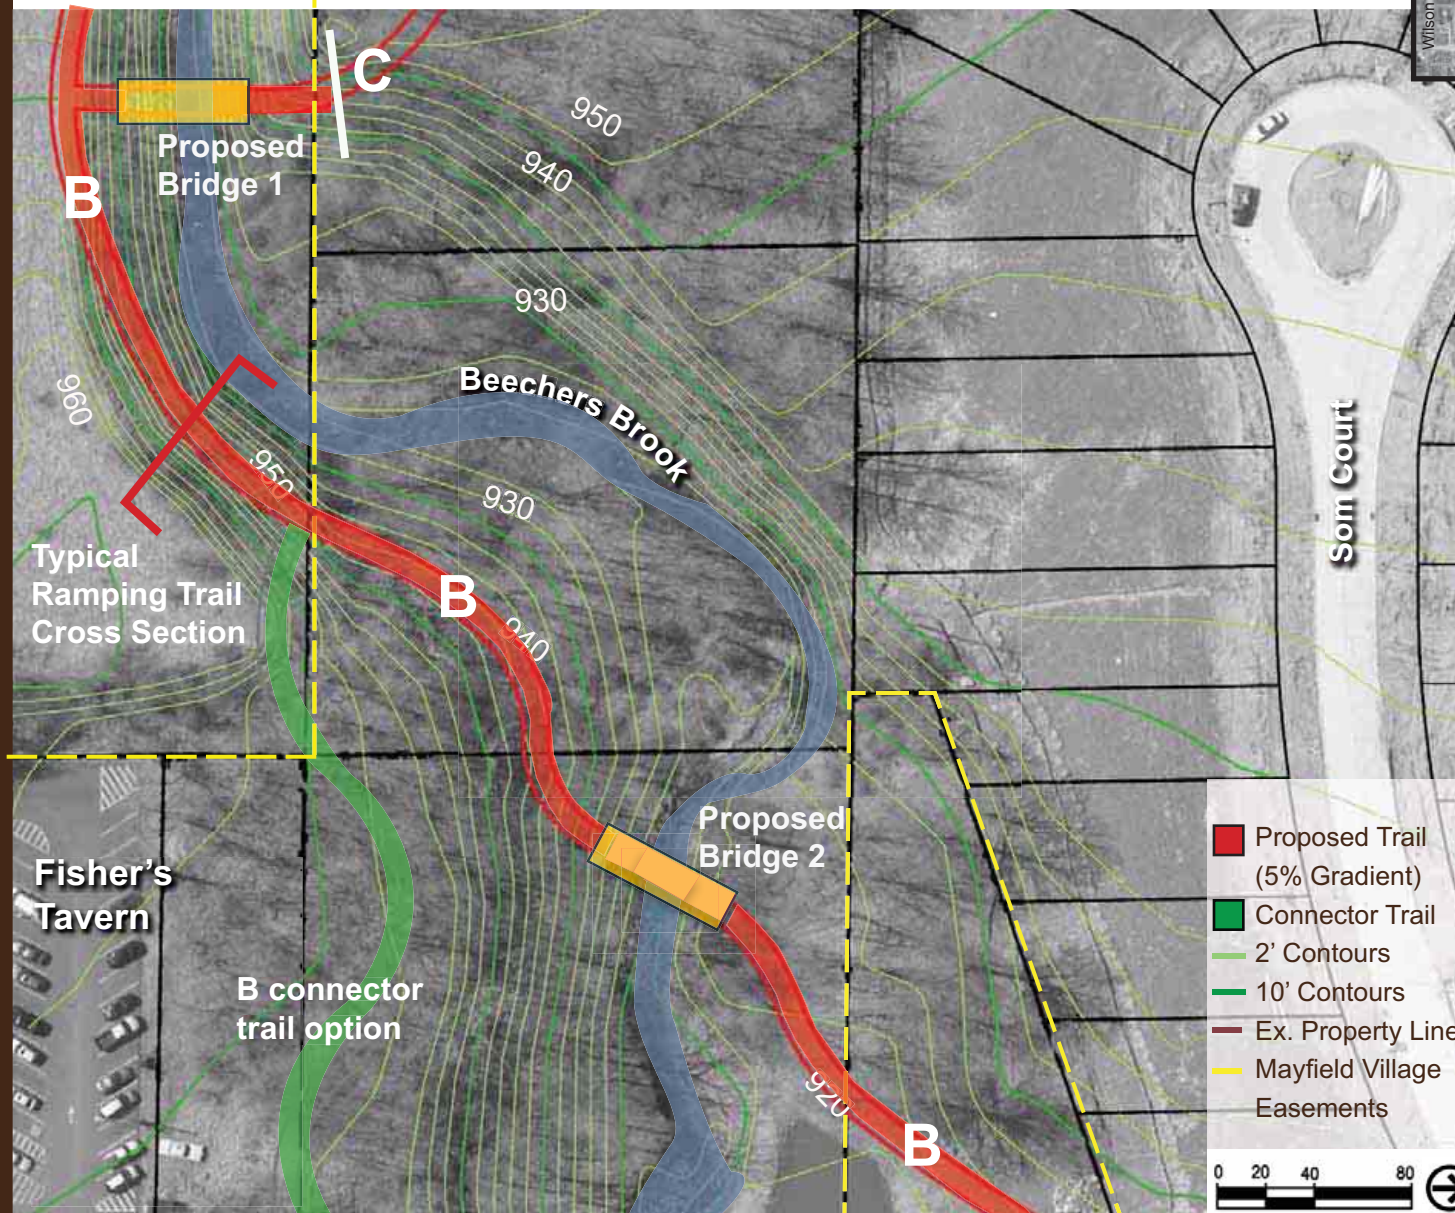 Wilson
C
950
Proposed
Bridge 1
940
B
930
Beechers Brook
960
Som Court
950
930
Typical
Ramping Trail
Cross Section
B
940
Proposed
Bridge 2
Fisher's
Tavern
B connector
trail option
920
B
Proposed Trail
(5% Gradient)
Connector Trail
2' Contours
10' Contours
Ex. Property Line
Mayfield Village
Easements
0 20 40 80